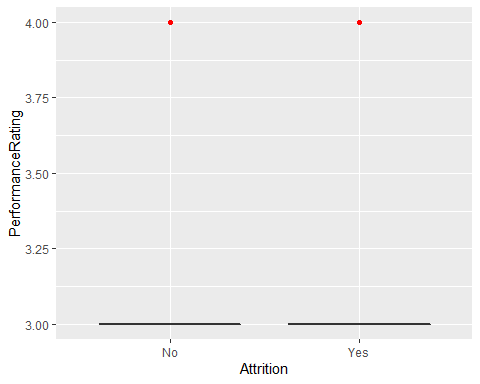 PerformanceRating
4.00
3.75
3.50
3.25
3.00
No
Yes
Attrition